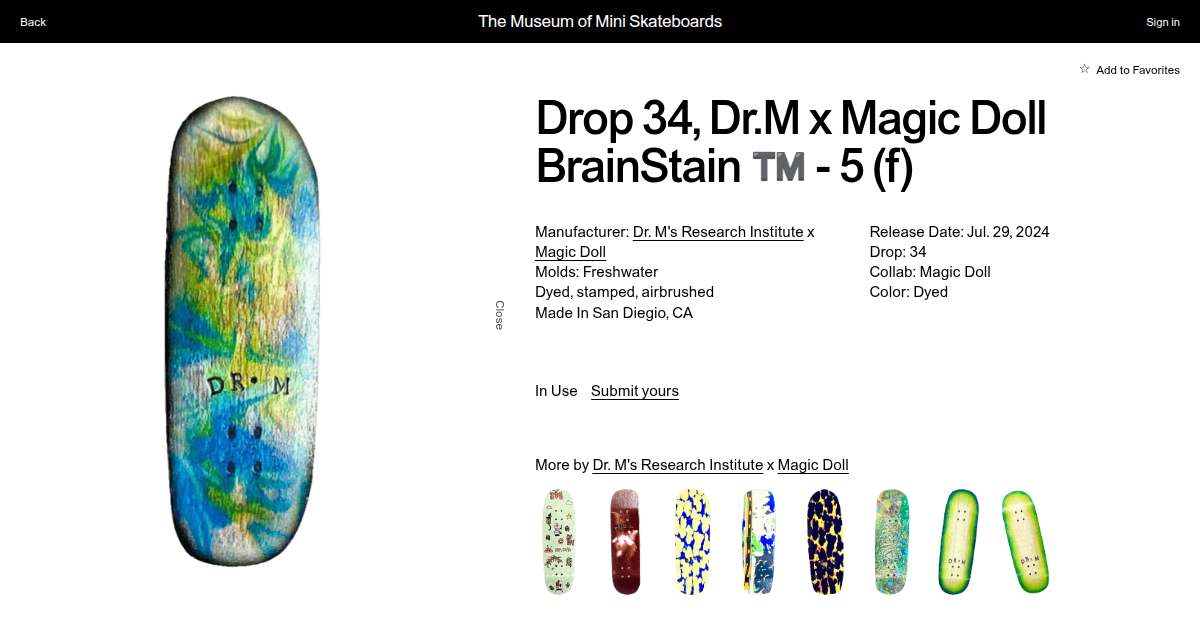 Back
The Museum of Mini Skateboards
Sign in
☆ Add to Favorites
Drop 34, Dr.M x Magic Doll
BrainStain ™️ - 5 (f)
Manufacturer: Dr. M's Research Institute x
Magic Doll
Molds: Freshwater
Dyed, stamped, airbrushed
Made In San Diegio, CA
Release Date: Jul. 29, 2024
Drop: 34
Collab: Magic Doll
Color: Dyed
Close
DR• M
In Use Submit yours
More by Dr. M's Research Institute x Magic Doll
DR•M
DR•M